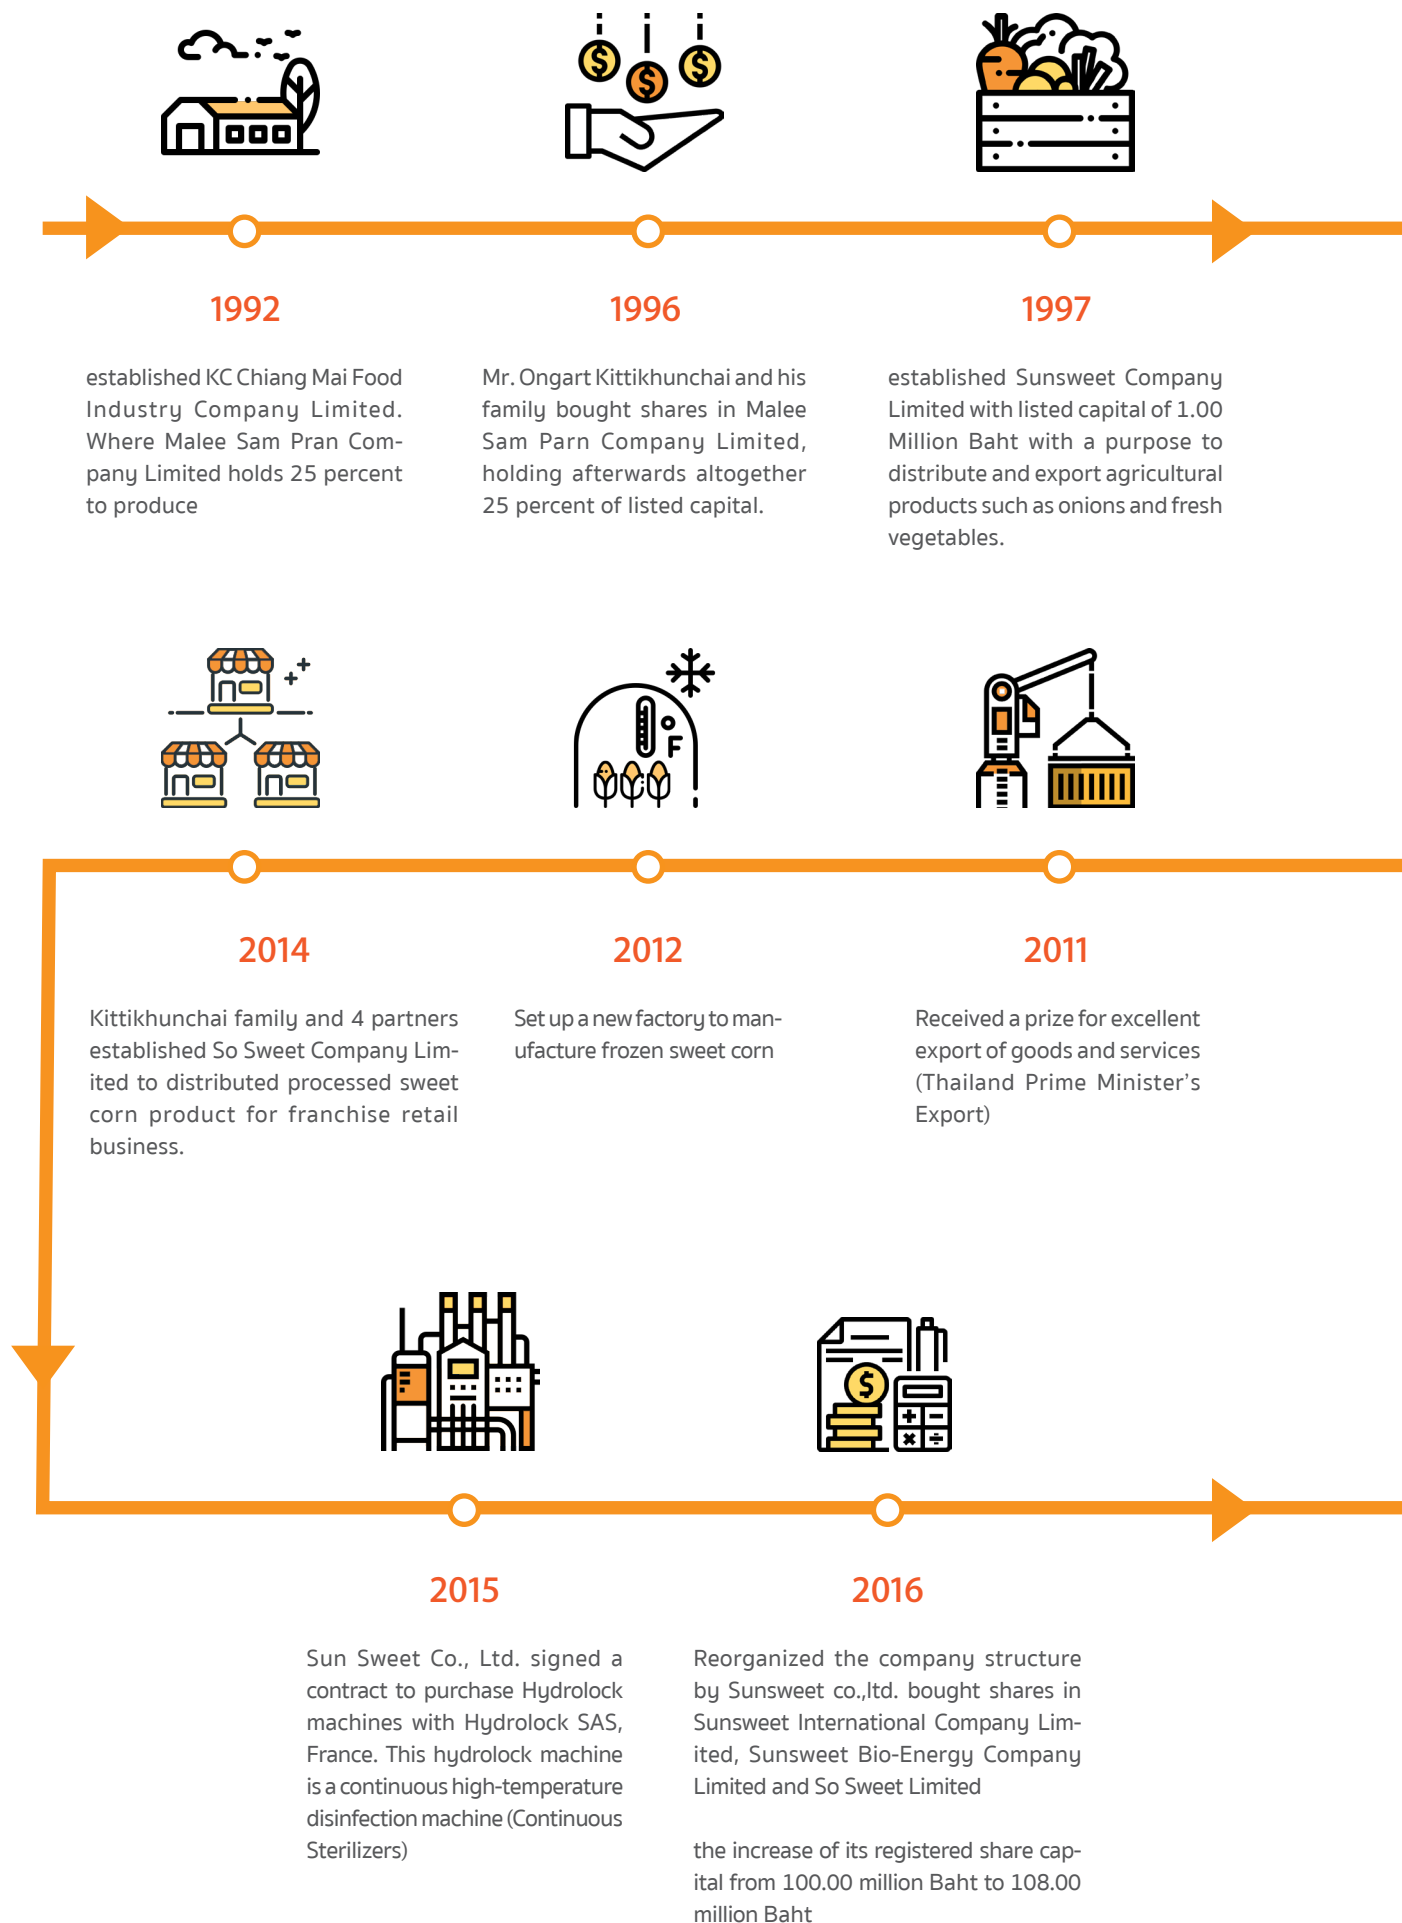 1992
established KC Chiang Mai Food
Industry Company Limited.
Where Malee Sam Pran Com-
pany Limited holds 25 percent
to produce
1996
Mr. Ongart Kittikhunchai and his
family bought shares in Malee
Sam Parn Company Limited,
holding afterwards altogether
25 percent of listed capital.
1997
established Sunsweet Company
Limited with listed capital of 1.00
Million Baht with a purpose to
distribute and export agricultural
products such as onions and fresh
vegetables.
°F
2014
Kittikhunchai family and 4 partners
established So Sweet Company Lim-
ited to distributed processed sweet
corn product for franchise retail
business.
2012
Set up a new factory to man-
ufacture frozen sweet corn
2011
Received a prize for excellent
export of goods and services
(Thailand Prime Minister’s
Export)
2015
Sun Sweet Co., Ltd. signed a
contract to purchase Hydrolock
machines with Hydrolock SAS,
France. This hydrolock machine
is a continuous high-temperature
disinfection machine (Continuous
Sterilizers)
2016
Reorganized the company structure
by Sunsweet co.,ltd. bought shares in
Sunsweet International Company Lim-
ited, Sunsweet Bio-Energy Company
Limited and So Sweet Limited
the increase of its registered share cap-
ital from 100.00 million Baht to 108.00
million Baht